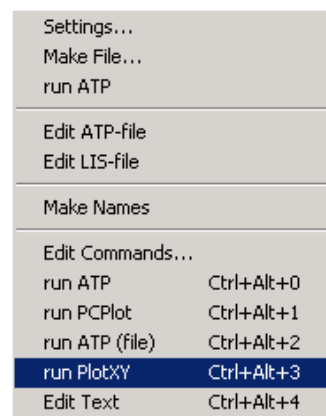 Settings...
Make File...
run ATP
Edit ATP-file
Edit LIS-file
Make Names
Edit Commands...
run ATP Ctrl+Alt+0
run PCPlot Ctrl+Alt+1
run ATP (file) Ctrl+Alt+2
run PlotXY Ctrl+Alt+3
Edit Text Ctrl+Alt+4